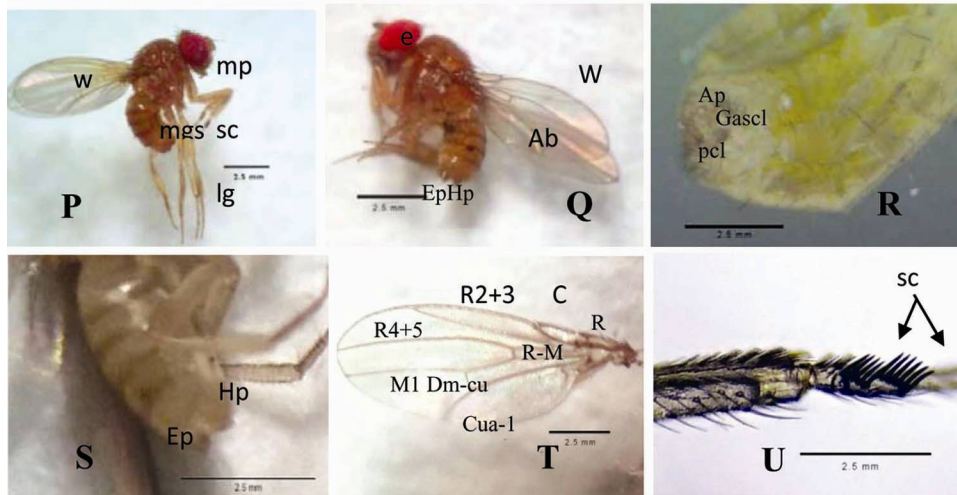 w
mp
mgs sc
2.5 mm
lg
P
e
W
Ab
EpHp
2.5 mm
Q
Ap
Gascl
pcl
2.5 mm
R
Hp
Ep
S
2.5 mm
R2+3 C
R
R4+5
R-M
M1 Dm-cu
Cua-1
2.5 mm
T
sc
U
2.5 mm